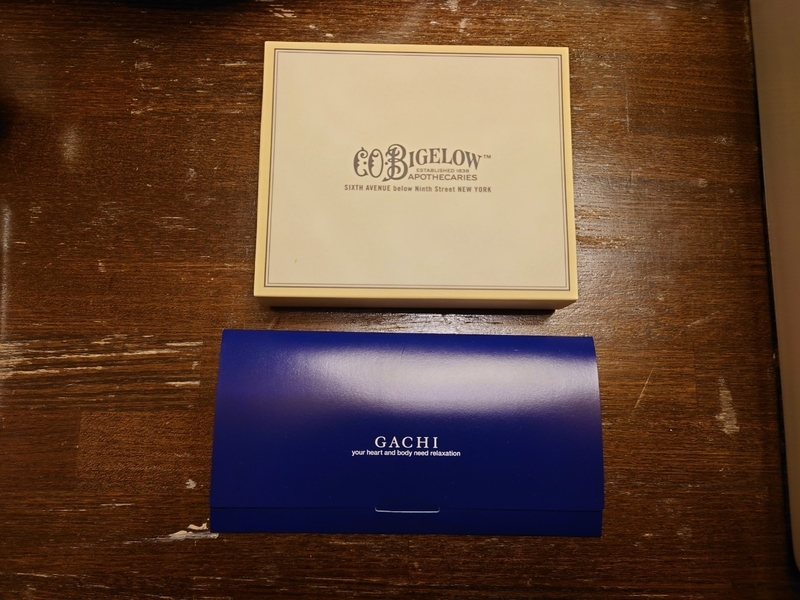 C.O. BIGELOW™
ESTABLISHED 1838
APOTHECARIES
SIXTH AVENUE below Ninth Street NEW YORK
GACHI
your heart and body need relaxation